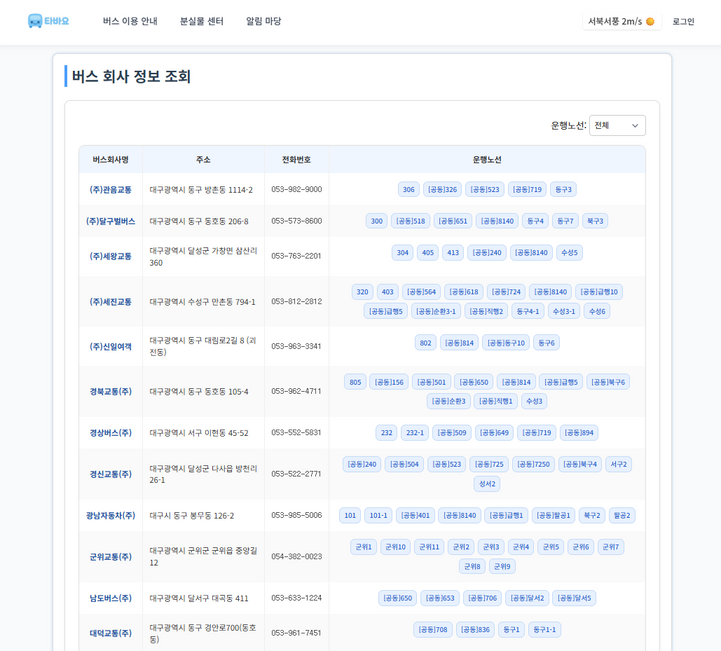 타바요 버스 이용 안내 분실물 센터 알림 마당 서북서풍 2m/s 로그인
버스 회사 정보 조회
운행노선: 전체
버스회사명 주소 전화번호 운행노선
(주)관음교통 대구광역시 동구 방촌동 1114-2 053-982-9000 306 [공동]326 [공동]523 [공동]719 동구3
(주)달구벌버스 대구광역시 동구 동호동 206-8 053-573-8600 300 [공동]518 [공동]651 [공동]8140 동구4 동구7 북구3
(주)세왕교통 대구광역시 달성군 가창면 삼산리 360 053-763-2201 304 405 413 [공동]240 [공동]8140 수성5
(주)세진교통 대구광역시 수성구 만촌동 794-1 053-812-2812 320 403 [공동]564 [공동]618 [공동]724 [공동]8140 [공동]급행10
[공동]급행5 [공동]순환3-1 [공동]직행2 동구4-1 수성3-1 수성6
(주)신일여객 대구광역시 동구 대림로2길 8 (괴전동) 053-963-3341 802 [공동]814 [공동]동구10 동구6
경북교통(주) 대구광역시 동구 동호동 105-4 053-962-4711 805 [공동]156 [공동]501 [공동]650 [공동]814 [공동]급행5 [공동]북구6
[공동]순환3 [공동]직행1 수성3
경상버스(주) 대구광역시 서구 이현동 45-52 053-552-5831 232 232-1 [공동]509 [공동]649 [공동]719 [공동]894
경신교통(주) 대구광역시 달성군 다사읍 방천리 26-1 053-522-2771 [공동]240 [공동]504 [공동]523 [공동]725 [공동]7250 [공동]북구4 서구2
성서2
광남자동차(주) 대구시 동구 봉무동 126-2 053-985-5006 101 101-1 [공동]401 [공동]8140 [공동]급행1 [공동]팔공1 북구2 팔공2
군위교통(주) 대구광역시 군위군 군위읍 중앙길 12 054-382-0023 군위1 군위10 군위11 군위2 군위3 군위4 군위5 군위6 군위7
군위8 군위9
남도버스(주) 대구광역시 달서구 대곡동 411 053-633-1224 [공동]650 [공동]653 [공동]706 [공동]달서2 [공동]달서5
대덕교통(주) 대구광역시 동구 경안로700(동호동) 053-961-7451 [공동]708 [공동]836 동구1 동구1-1